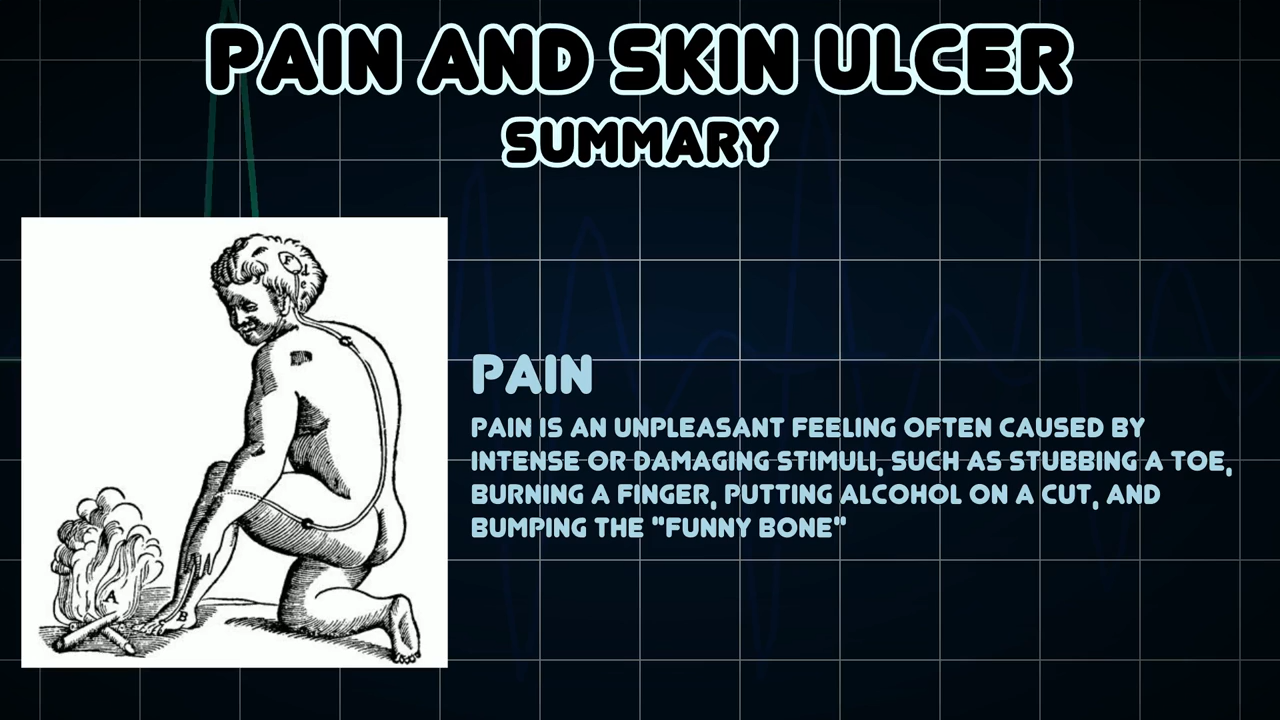 PAIN AND SKIN ULCER
SUMMARY
PAIN
PAIN IS AN UNPLEASANT FEELING OFTEN CAUSED BY
INTENSE OR DAMAGING STIMULI, SUCH AS STUBBING A TOE,
BURNING A FINGER, PUTTING ALCOHOL ON A CUT, AND
BUMPING THE "FUNNY BONE"
A
B